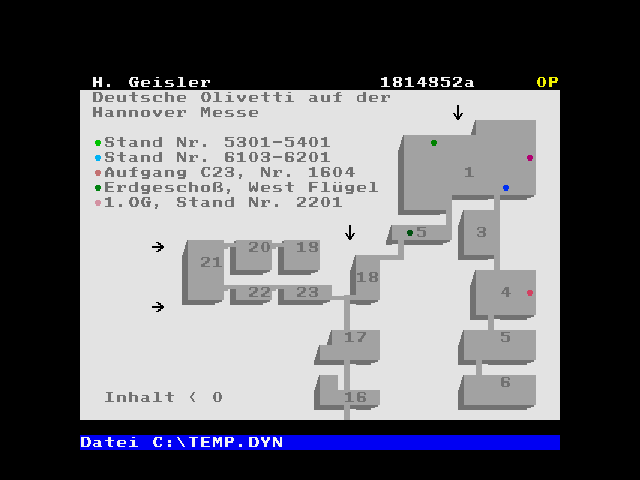 H. Geisler 1814852a OP
Deutsche Olivetti auf der
Hannover Messe
Stand Nr. 5301-5401
Stand Nr. 6103-6201
Aufgang C23, Nr. 1604
Erdgeschoß, West Flügel
1.OG, Stand Nr. 2201
1
5
3
20
18
21
18
22
23
4
17
5
6
16
Inhalt < 0
Datei C:\TEMP.DYN